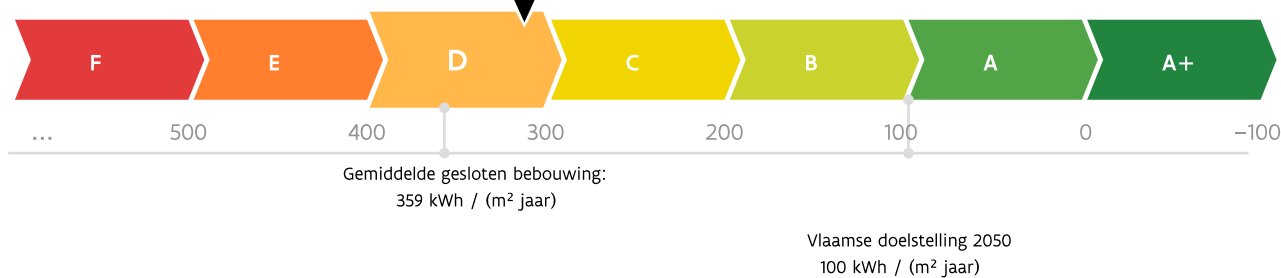 F E D C B A A+
... 500 400 300 200 100 0 −100
Gemiddelde gesloten bebouwing:
359 kWh / (m² jaar)
Vlaamse doelstelling 2050
100 kWh / (m² jaar)